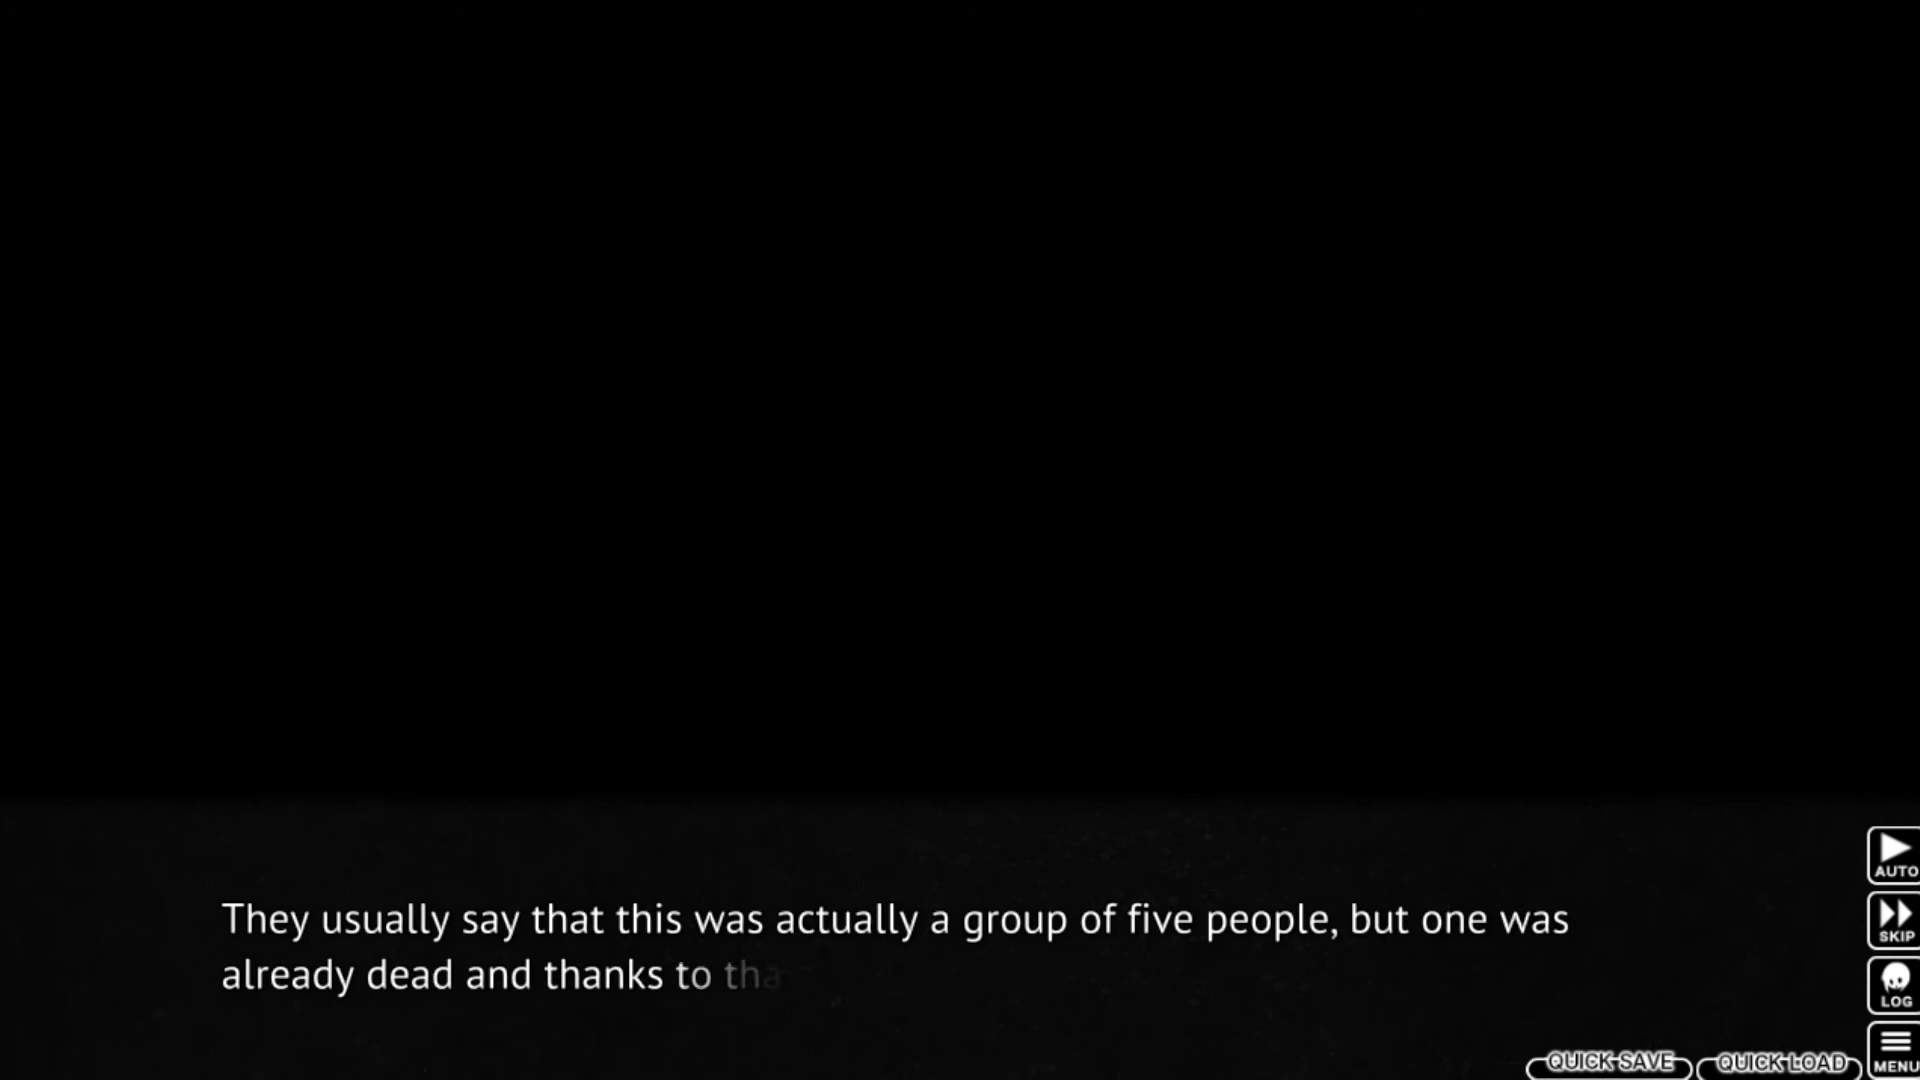 They usually say that this was actually a group of five people, but one was
already dead and thanks to tha
AUTO
SKIP
LOG
MENU
QUICK SAVE
QUICK LOAD